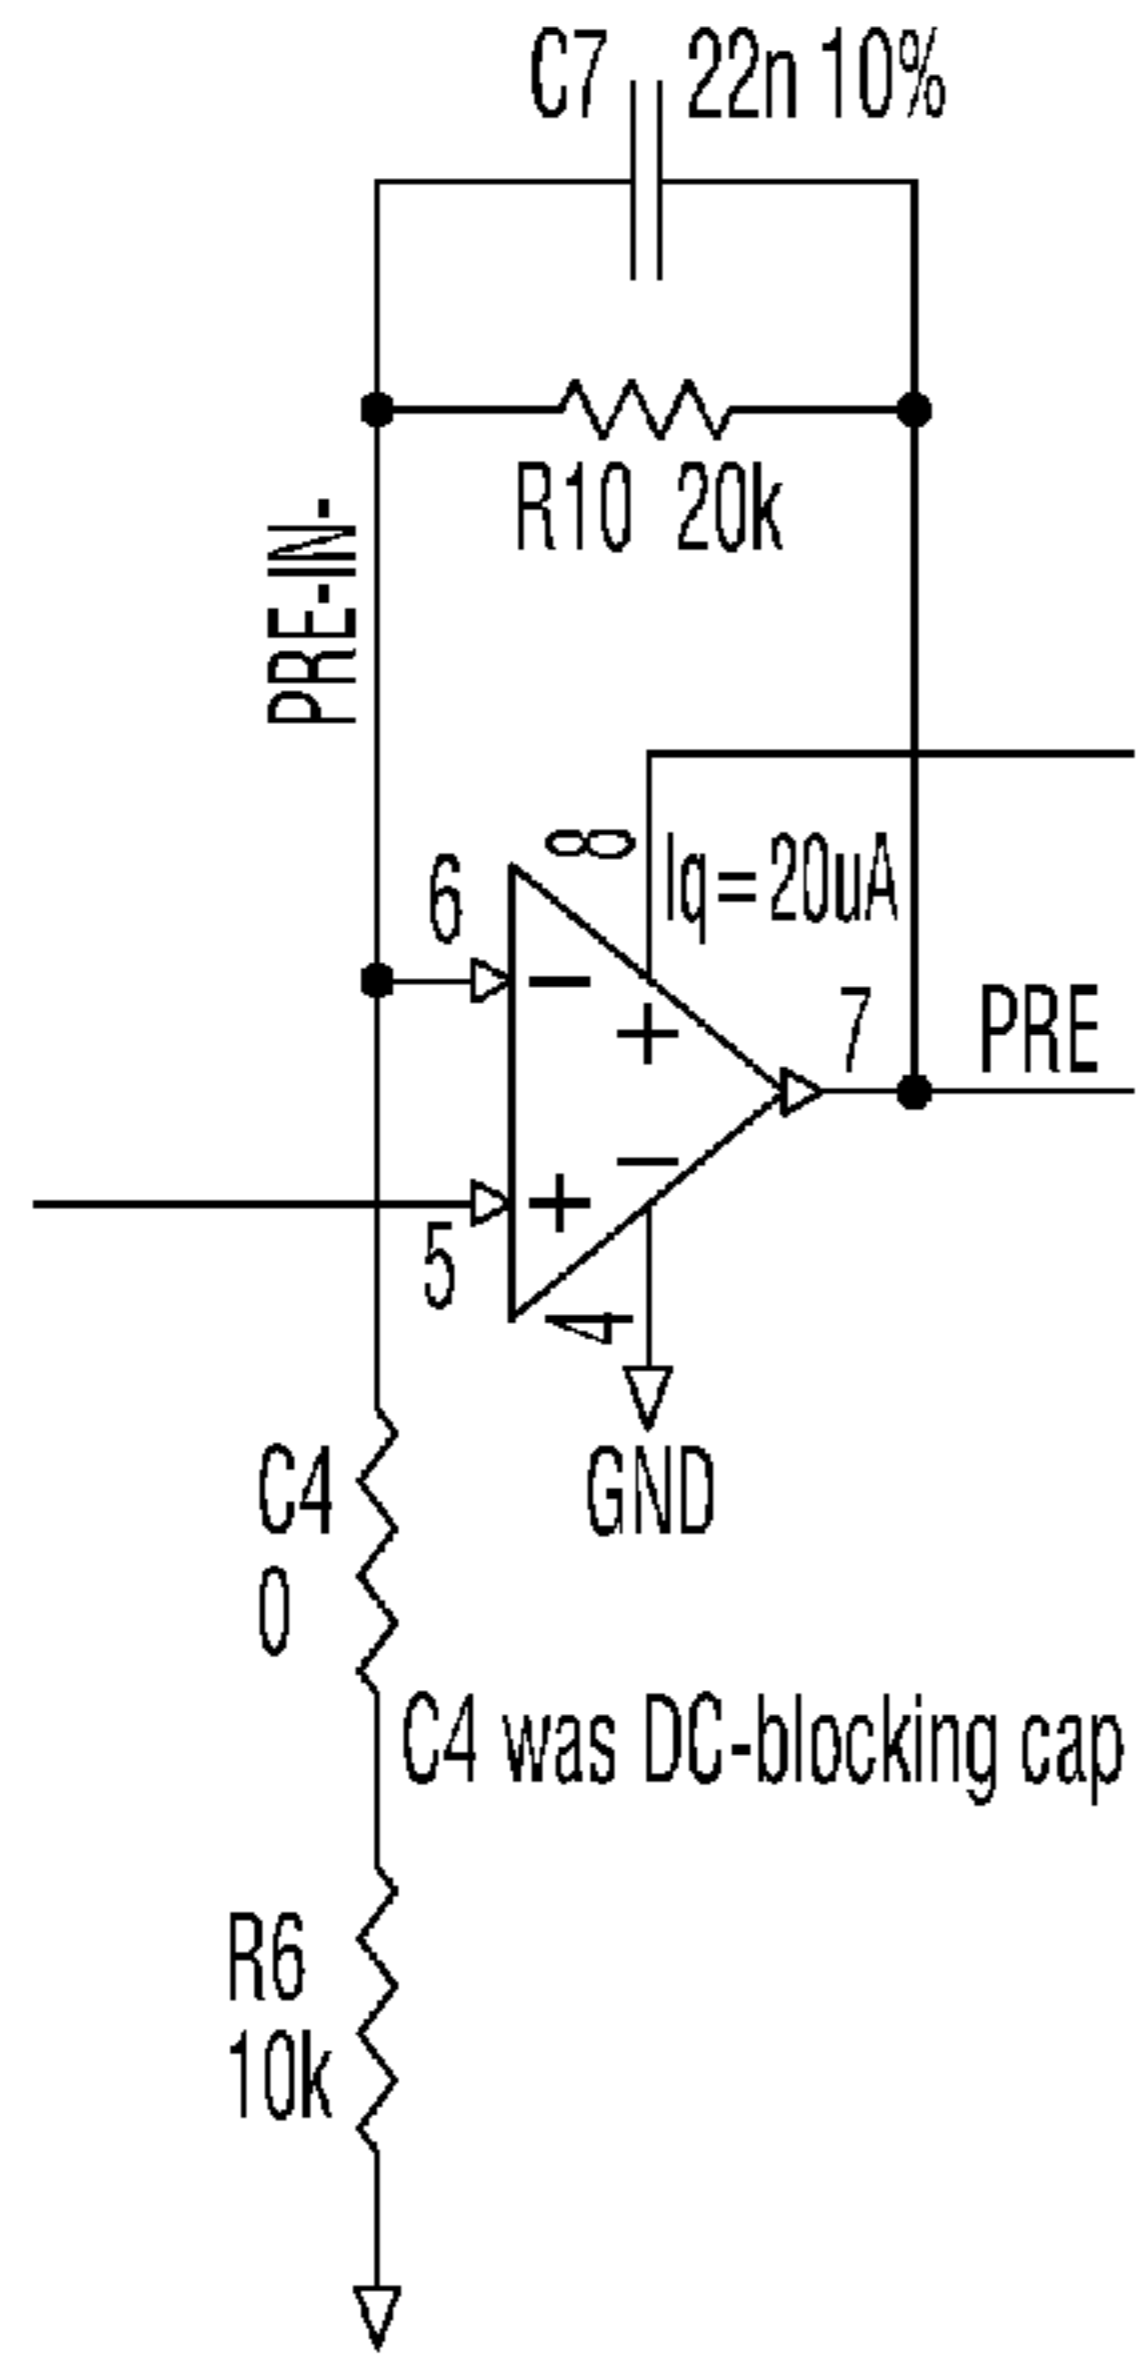 C7 22n 10%
R10 20k
PRE-IN-
8
Iq=20uA
6
7 PRE
5
4
GND
C4
0
C4 was DC-blocking cap
R6
10k